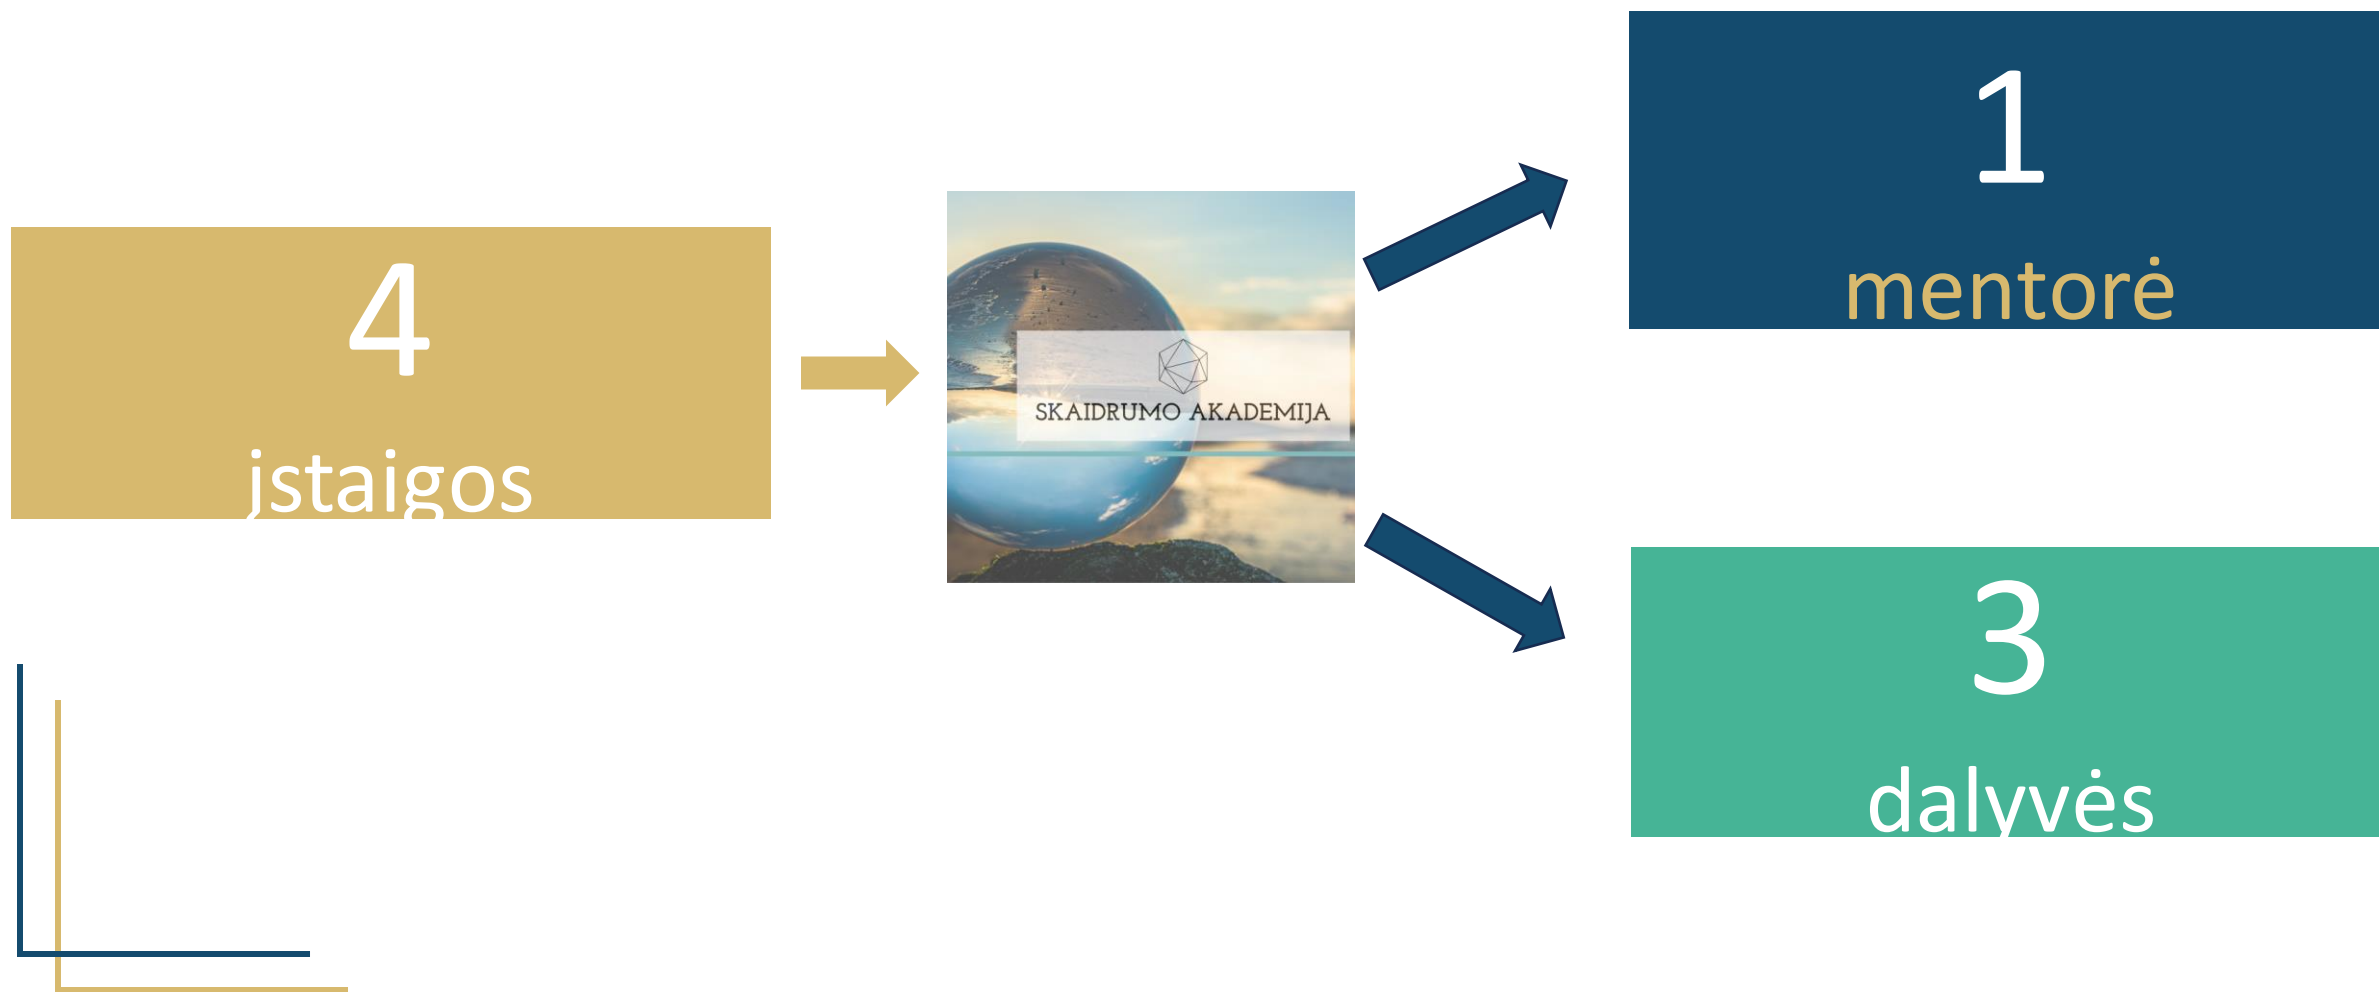 4
įstaigos
SKAIDRUMO AKADEMIJA
1
mentorė
3
dalyvės